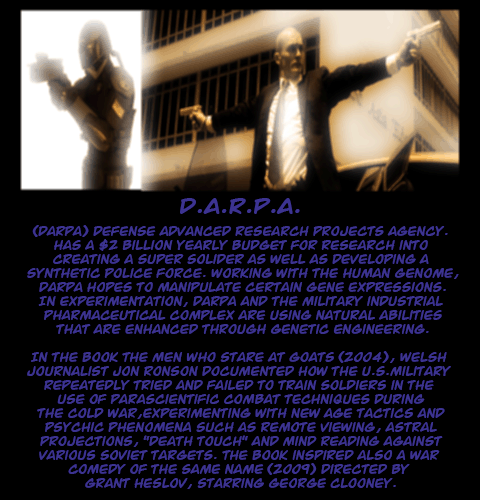 D.A.R.P.A.
(DARPA) DEFENSE ADVANCED RESEARCH PROJECTS AGENCY.
HAS A $2 BILLION YEARLY BUDGET FOR RESEARCH INTO
CREATING A SUPER SOLIDER AS WELL AS DEVELOPING A
SYNTHETIC POLICE FORCE. WORKING WITH THE HUMAN GENOME,
DARPA HOPES TO MANIPULATE CERTAIN GENE EXPRESSIONS.
IN EXPERIMENTATION, DARPA AND THE MILITARY INDUSTRIAL
PHARMACEUTICAL COMPLEX ARE USING NATURAL ABILITIES
THAT ARE ENHANCED THROUGH GENETIC ENGINEERING.
IN THE BOOK THE MEN WHO STARE AT GOATS (2004), WELSH
JOURNALIST JON RONSON DOCUMENTED HOW THE U.S.MILITARY
REPEATEDLY TRIED AND FAILED TO TRAIN SOLDIERS IN THE
USE OF PARASCIENTIFIC COMBAT TECHNIQUES DURING
THE COLD WAR,EXPERIMENTING WITH NEW AGE TACTICS AND
PSYCHIC PHENOMENA SUCH AS REMOTE VIEWING, ASTRAL
PROJECTIONS, "DEATH TOUCH" AND MIND READING AGAINST
VARIOUS SOVIET TARGETS. THE BOOK INSPIRED ALSO A WAR
COMEDY OF THE SAME NAME (2009) DIRECTED BY
GRANT HESLOV, STARRING GEORGE CLOONEY.